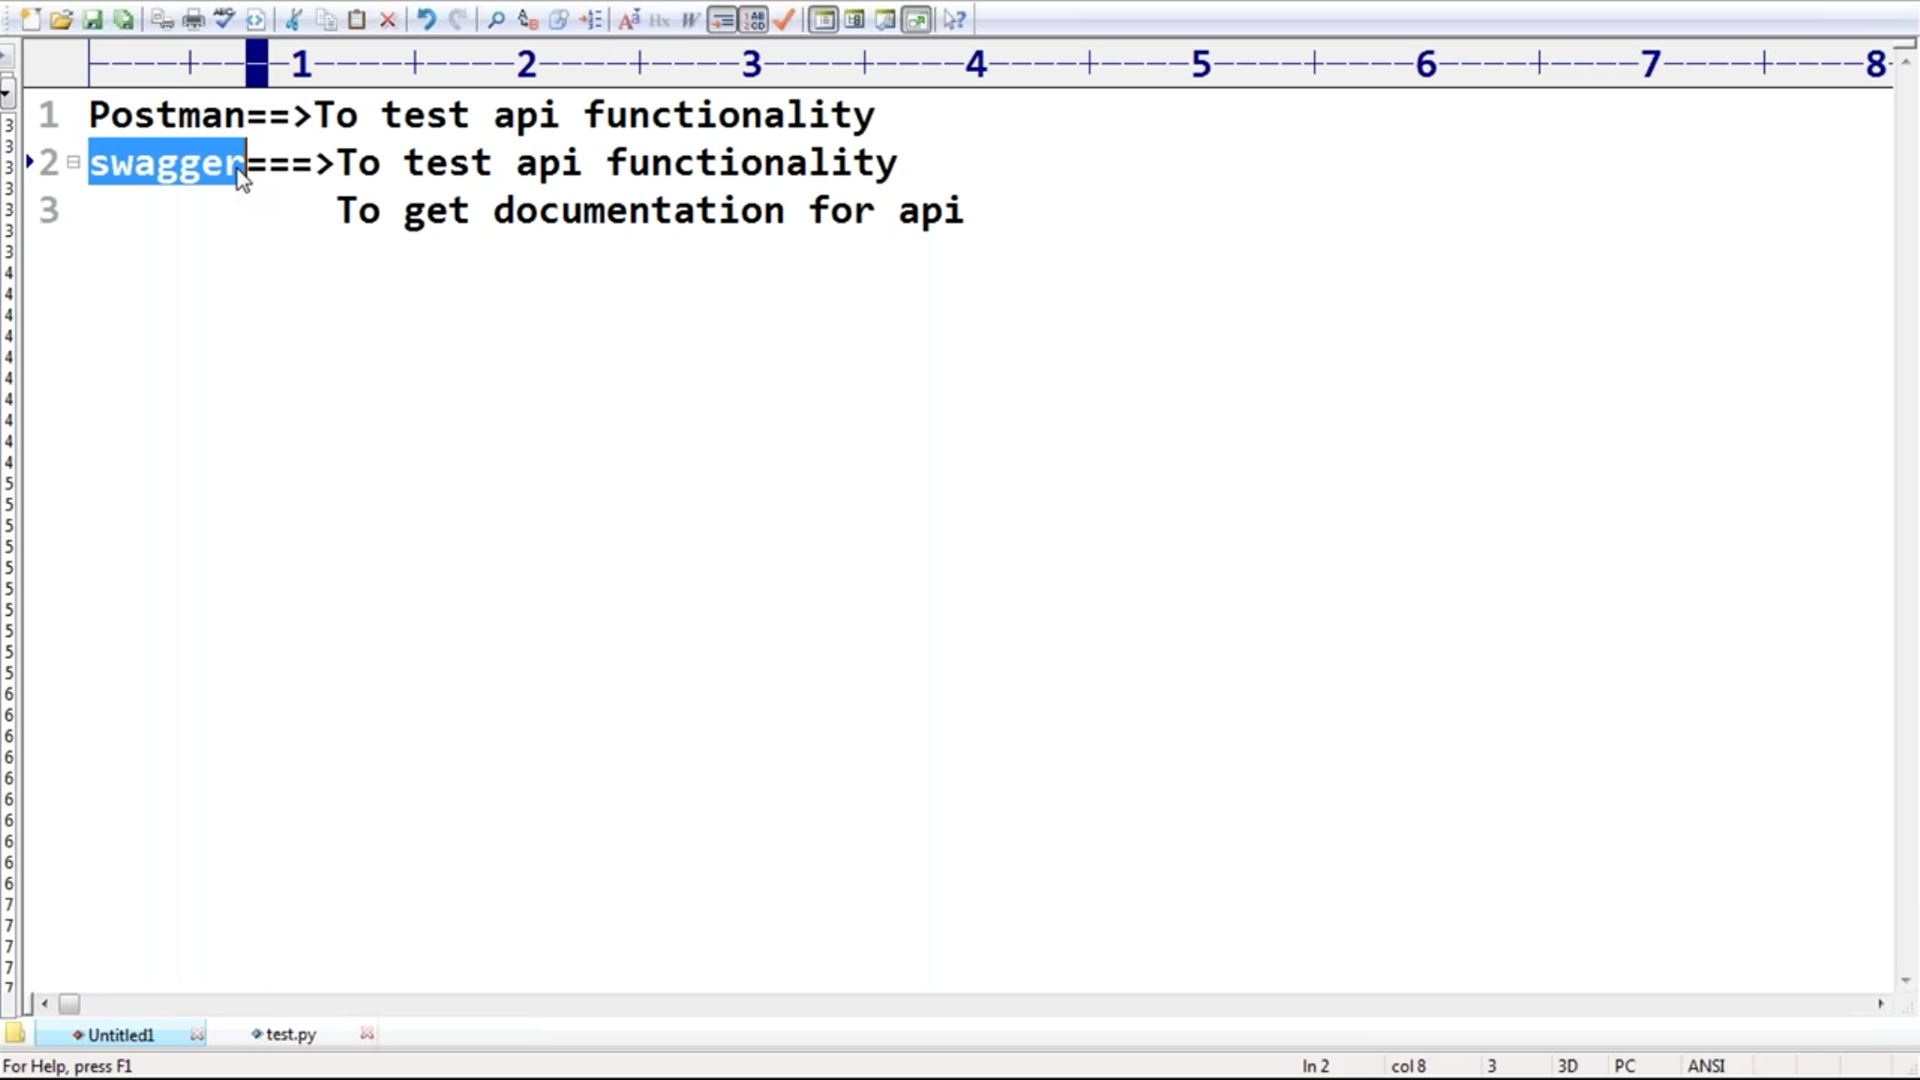 ----+----1----+----2----+----3----+----4----+----5----+----6----+----7----+----8-
1 Postman==>To test api functionality
2 swagger===>To test api functionality
3 To get documentation for api
Untitled1 test.py
For Help, press F1 ln 2 col 8 3 3D PC ANSI